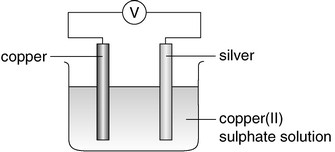 V
copper
silver
copper(II)
sulphate solution